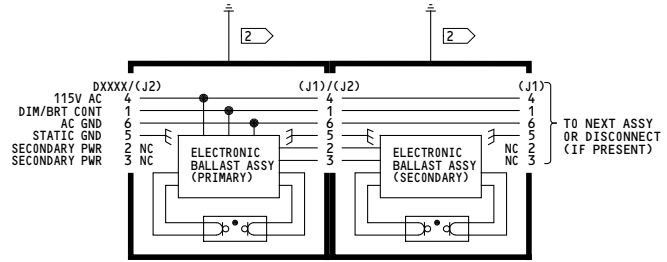 2
2
DXXXX/(J2) (J1)/(J2) (J1)
115V AC 4 4 4
DIM/BRT CONT 1 1 1
AC GND 6 6 6
STATIC GND 5 5 5
SECONDARY PWR 2 NC 2 NC 2
SECONDARY PWR 3 NC 3 NC 3
ELECTRONIC
BALLAST ASSY
(PRIMARY)
ELECTRONIC
BALLAST ASSY
(SECONDARY)
TO NEXT ASSY
OR DISCONNECT
(IF PRESENT)